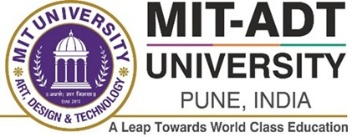 MIT UNIVERSITY
ART, DESIGN & TECHNOLOGY
MIT-ADT
UNIVERSITY
PUNE, INDIA
A Leap Towards World Class Education